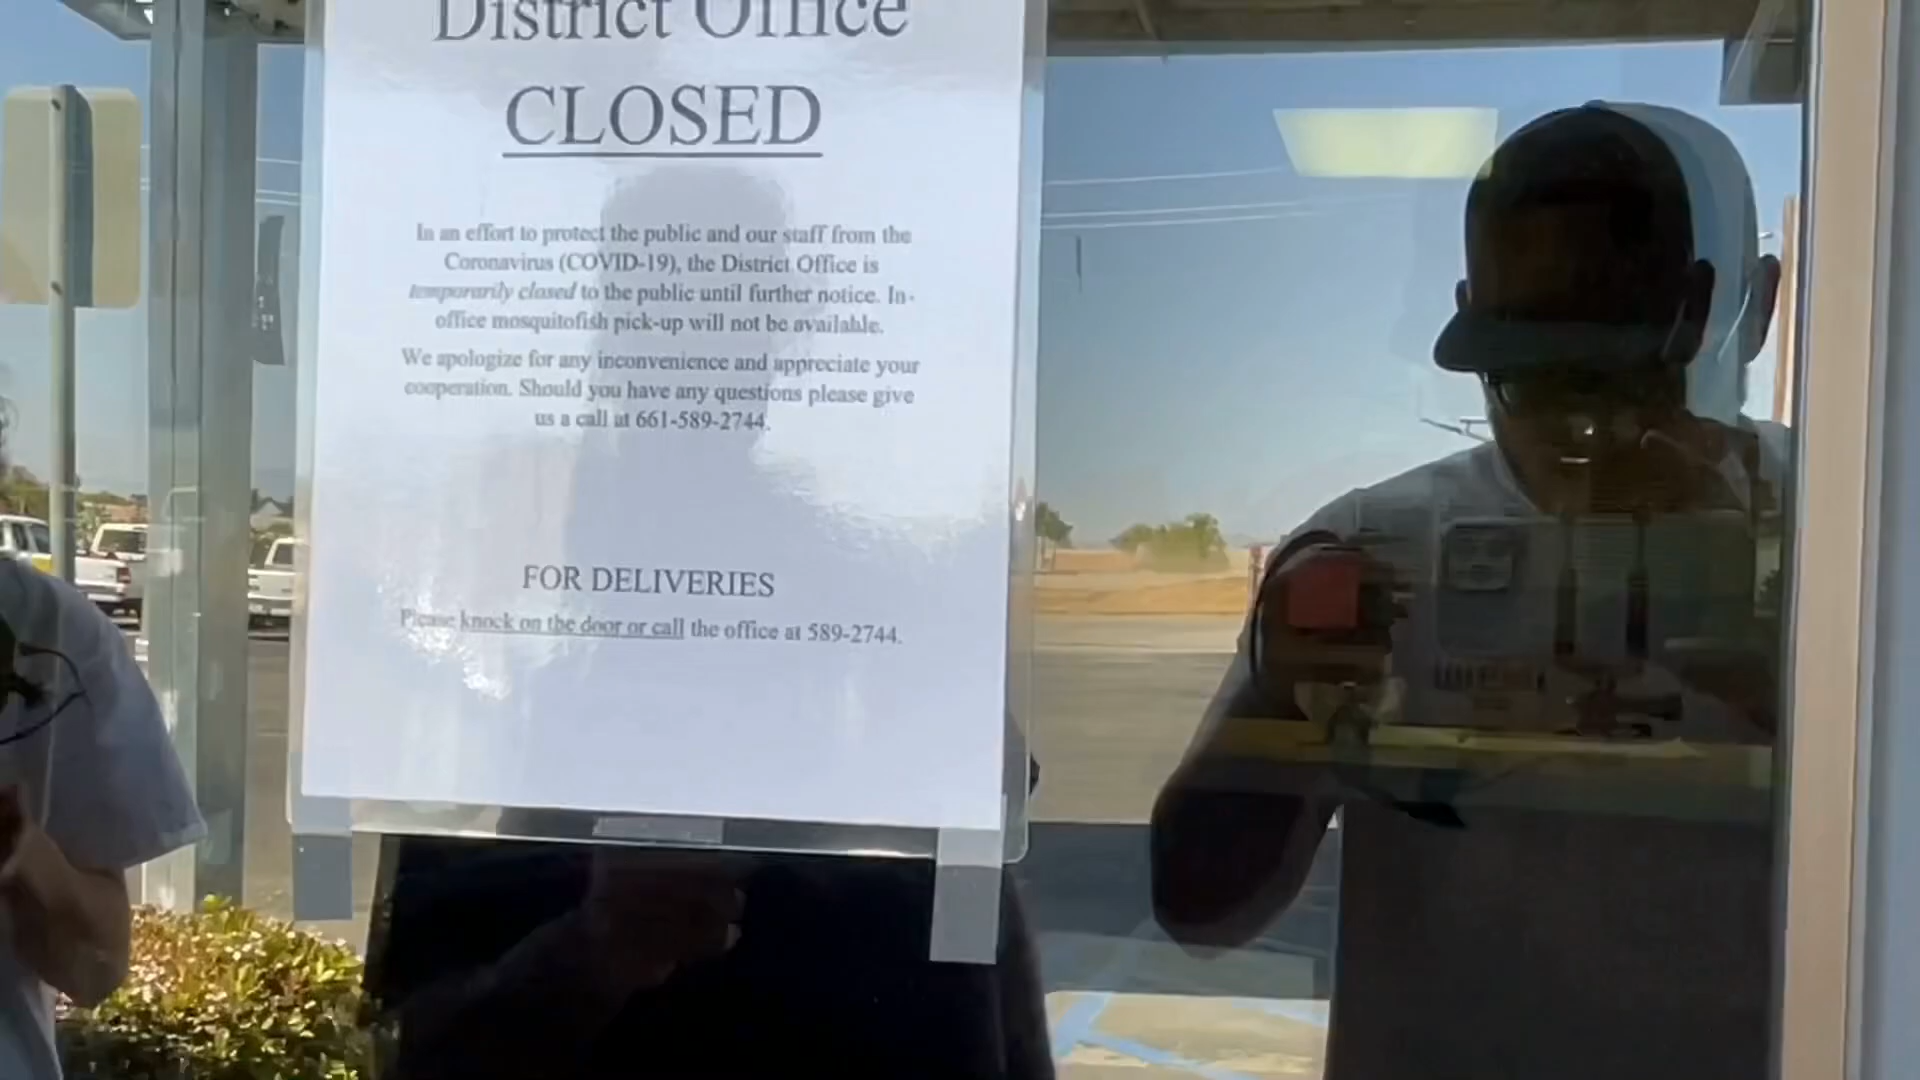 District Office
CLOSED
In an effort to protect the public and our staff from the
Coronavirus (COVID-19), the District Office is
temporarily closed to the public until further notice. In-
office mosquitofish pick-up will not be available.
We apologize for any inconvenience and appreciate your
cooperation. Should you have any questions please give
us a call at 661-589-2744.
FOR DELIVERIES
Please knock on the door or call the office at 589-2744.